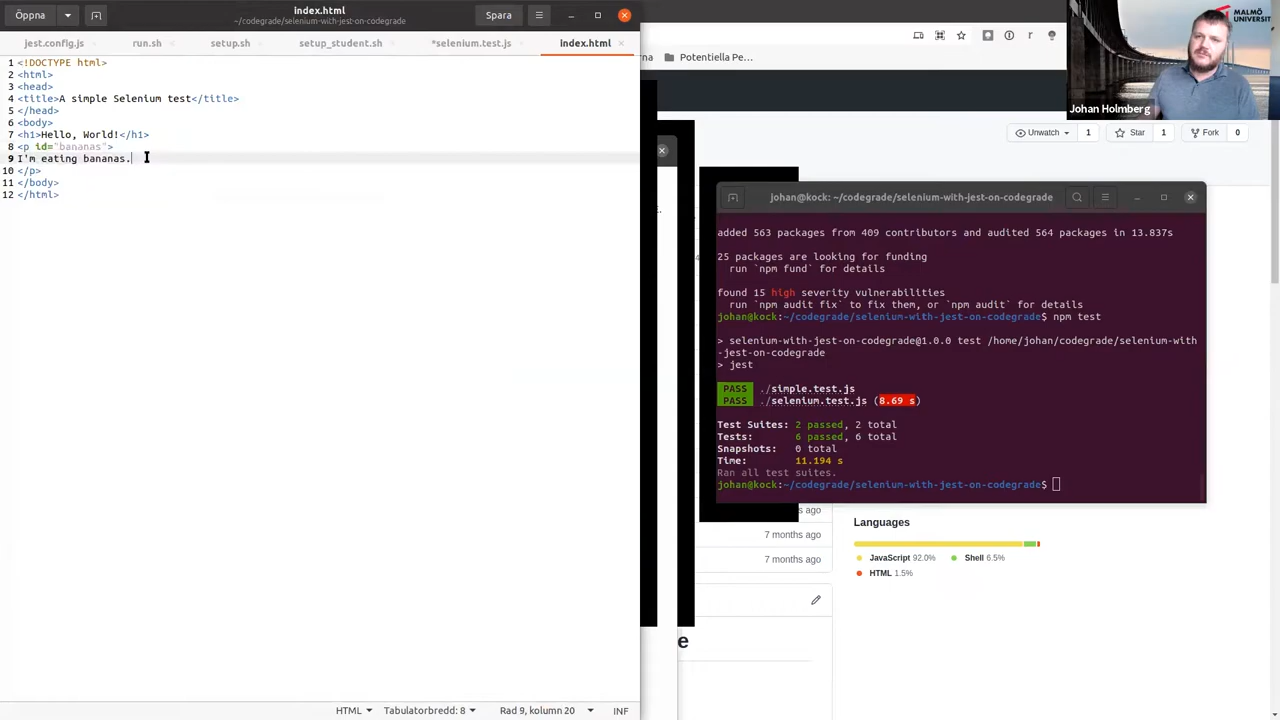 Öppna
index.html
~/codegrade/selenium-with-jest-on-codegrade
Spara
jest.config.js
run.sh
setup.sh
setup_student.sh
*selenium.test.js
index.html
1 <!DOCTYPE html>
2 <html>
3 <head>
4 <title>A simple Selenium test</title>
5 </head>
6 <body>
7 <h1>Hello, World!</h1>
8 <p id="bananas">
9 I'm eating bananas.
10 </p>
11 </body>
12 </html>
HTML
Tabulatorbredd: 8
Rad 9, kolumn 20
INF
na
Potentiella Pe...
MALMÖ
UNIVERSIT
Johan Holmberg
Unwatch
1
Star
1
Fork
0
johan@kock: ~/codegrade/selenium-with-jest-on-codegrade
added 563 packages from 409 contributors and audited 564 packages in 13.837s
25 packages are looking for funding
run `npm fund` for details
found 15 high severity vulnerabilities
run `npm audit fix` to fix them, or `npm audit` for details
johan@kock:~/codegrade/selenium-with-jest-on-codegrade$ npm test
> selenium-with-jest-on-codegrade@1.0.0 test /home/johan/codegrade/selenium-with
-jest-on-codegrade
> jest
PASS ./simple.test.js
PASS ./selenium.test.js (8.69 s)
Test Suites: 2 passed, 2 total
Tests: 6 passed, 6 total
Snapshots: 0 total
Time: 11.194 s
Ran all test suites.
johan@kock:~/codegrade/selenium-with-jest-on-codegrade$
s ago
7 months ago
7 months ago
Languages
JavaScript 92.0%
Shell 6.5%
HTML 1.5%
e